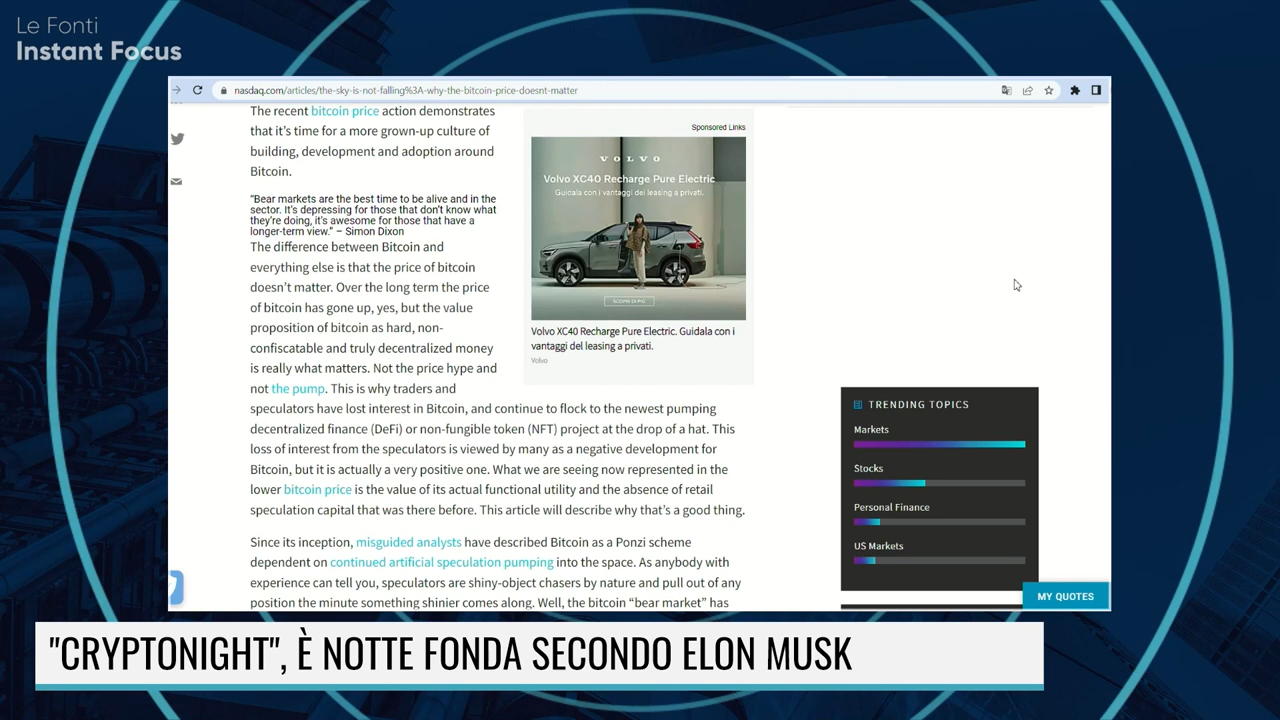 Le Fonti
Instant Focus
nasdaq.com/articles/the-sky-is-not-falling%3A-why-the-bitcoin-price-doesnt-matter
The recent bitcoin price action demonstrates
that it's time for a more grown-up culture of
building, development and adoption around
Bitcoin.
"Bear markets are the best time to be alive and in the
sector. It's depressing for those that don't know what
they're doing, it's awesome for those that have a
longer-term view." – Simon Dixon
The difference between Bitcoin and
everything else is that the price of bitcoin
doesn't matter. Over the long term the price
of bitcoin has gone up, yes, but the value
proposition of bitcoin as hard, non-
confiscatable and truly decentralized money
is really what matters. Not the price hype and
not the pump. This is why traders and
speculators have lost interest in Bitcoin, and continue to flock to the newest pumping
decentralized finance (DeFi) or non-fungible token (NFT) project at the drop of a hat. This
loss of interest from the speculators is viewed by many as a negative development for
Bitcoin, but it is actually a very positive one. What we are seeing now represented in the
lower bitcoin price is the value of its actual functional utility and the absence of retail
speculation capital that was there before. This article will describe why that's a good thing.
Since its inception, misguided analysts have described Bitcoin as a Ponzi scheme
dependent on continued artificial speculation pumping into the space. As anybody with
experience can tell you, speculators are shiny-object chasers by nature and pull out of any
position the minute something shinier comes along. Well, the bitcoin "bear market" has
Sponsored Links
VOLVO
Volvo XC40 Recharge Pure Electric
Guidala con i vantaggi del leasing a privati.
SCOPRI DI PIÙ
Volvo XC40 Recharge Pure Electric. Guidala con i
vantaggi del leasing a privati.
Volvo
TRENDING TOPICS
Markets
Stocks
Personal Finance
US Markets
MY QUOTES
"CRYPTONIGHT", È NOTTE FONDA SECONDO ELON MUSK